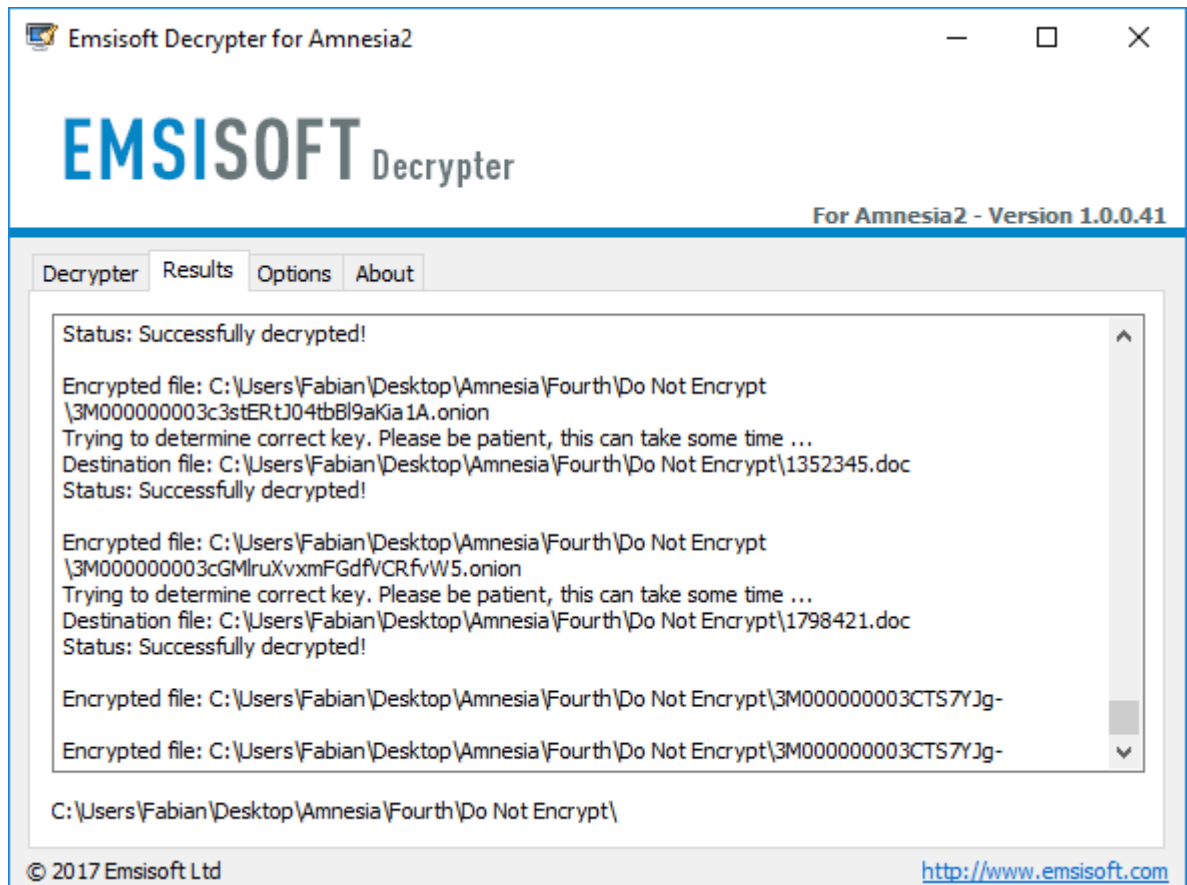 Emsisoft Decrypter for Amnesia2
EMSISOFT Decrypter
For Amnesia2 - Version 1.0.0.41
Decrypter Results Options About
Status: Successfully decrypted!
Encrypted file: C:\Users\Fabian\Desktop\Amnesia\Fourth\Do Not Encrypt
\3M000000003c3stERtJ04tbBl9aKia1A.onion
Trying to determine correct key. Please be patient, this can take some time ...
Destination file: C:\Users\Fabian\Desktop\Amnesia\Fourth\Do Not Encrypt\1352345.doc
Status: Successfully decrypted!
Encrypted file: C:\Users\Fabian\Desktop\Amnesia\Fourth\Do Not Encrypt
\3M000000003cGMlruXvxmFGdfVCRfvW5.onion
Trying to determine correct key. Please be patient, this can take some time ...
Destination file: C:\Users\Fabian\Desktop\Amnesia\Fourth\Do Not Encrypt\1798421.doc
Status: Successfully decrypted!
Encrypted file: C:\Users\Fabian\Desktop\Amnesia\Fourth\Do Not Encrypt\3M000000003CTS7YJg-
Encrypted file: C:\Users\Fabian\Desktop\Amnesia\Fourth\Do Not Encrypt\3M000000003CTS7YJg-
C:\Users\Fabian\Desktop\Amnesia\Fourth\Do Not Encrypt\
© 2017 Emsisoft Ltd
http://www.emsisoft.com